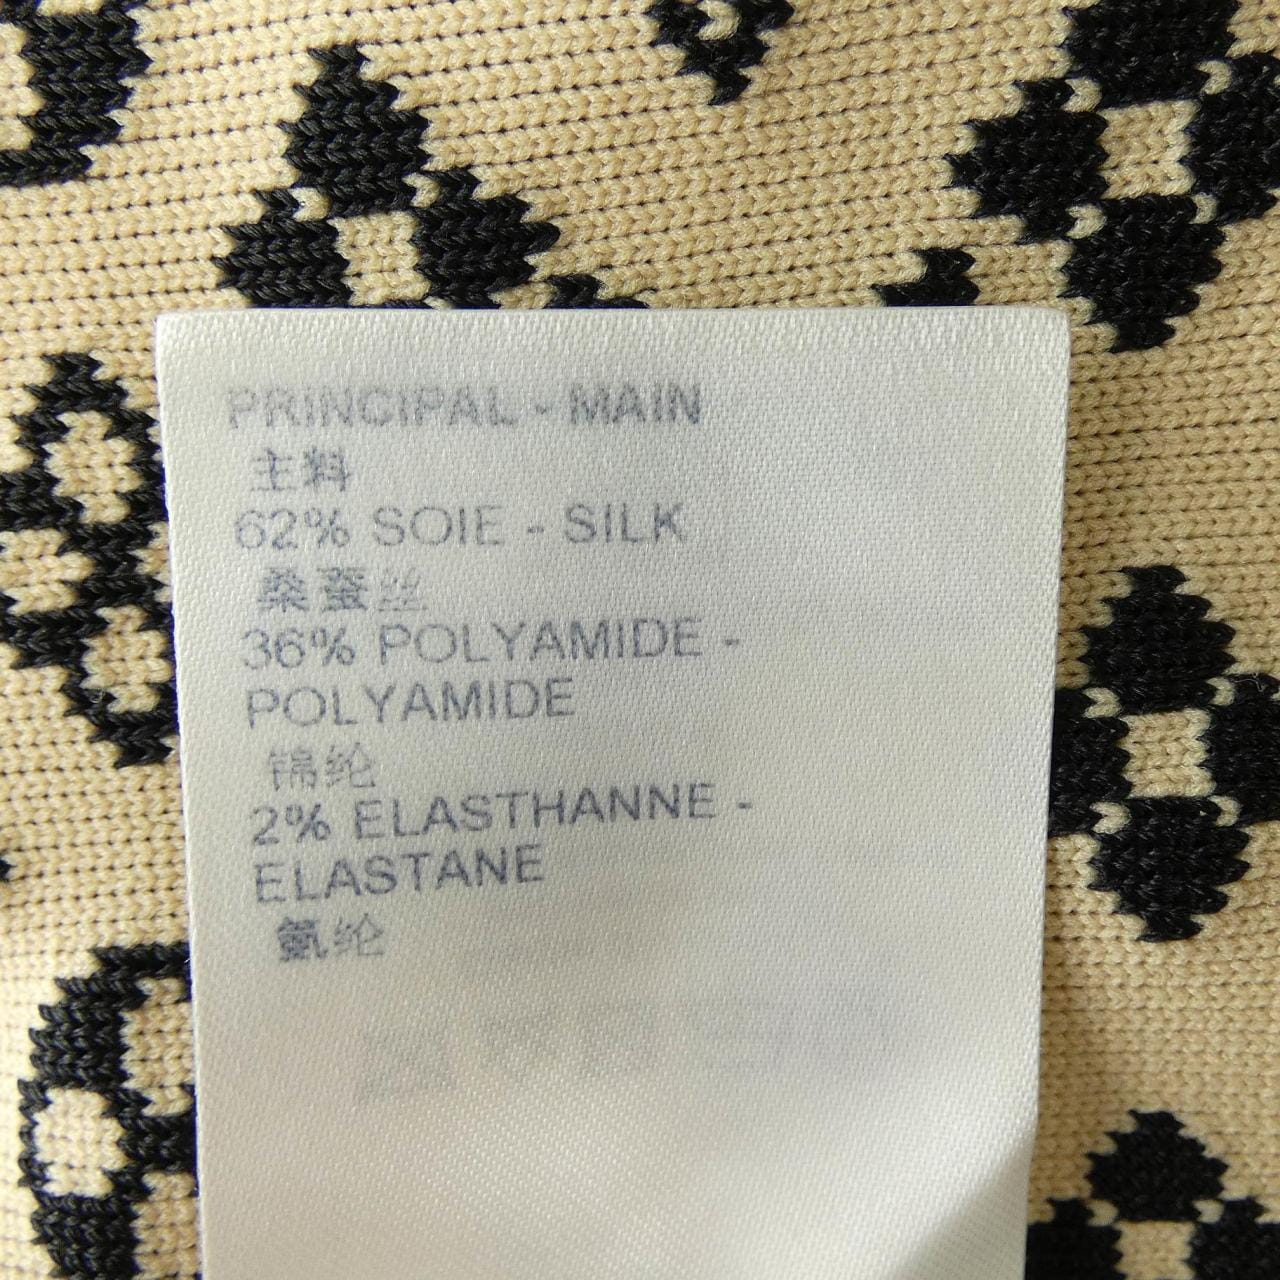 PRINCIPAL - MAIN
主料
62% SOIE - SILK
桑蚕丝
36% POLYAMIDE -
POLYAMIDE
锦纶
2% ELASTHANNE -
ELASTANE
氨纶